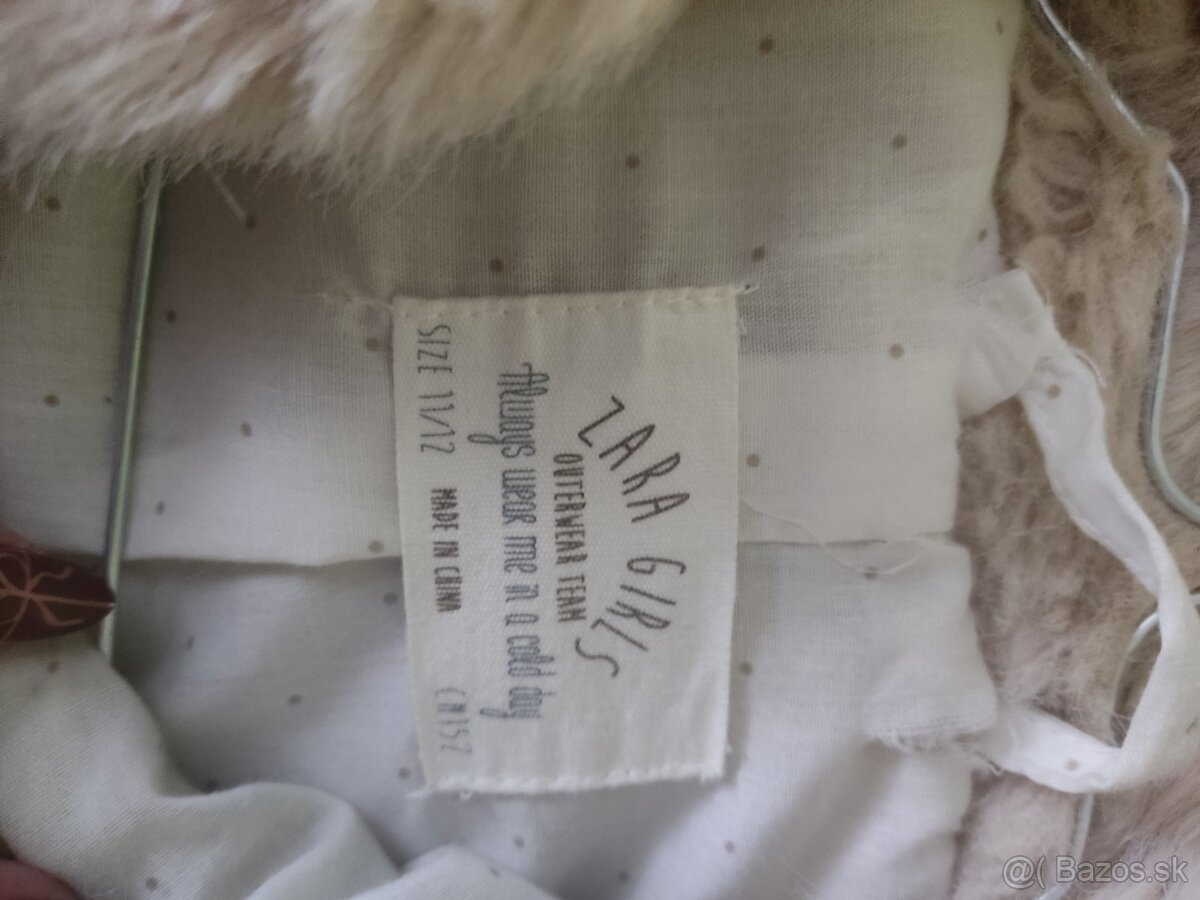 ZARA GIRLS
OUTERWEAR TEAM
Always wear me in a cold day
SIZE 11/12 MADE IN CHINA CM152
@( Bazos.sk